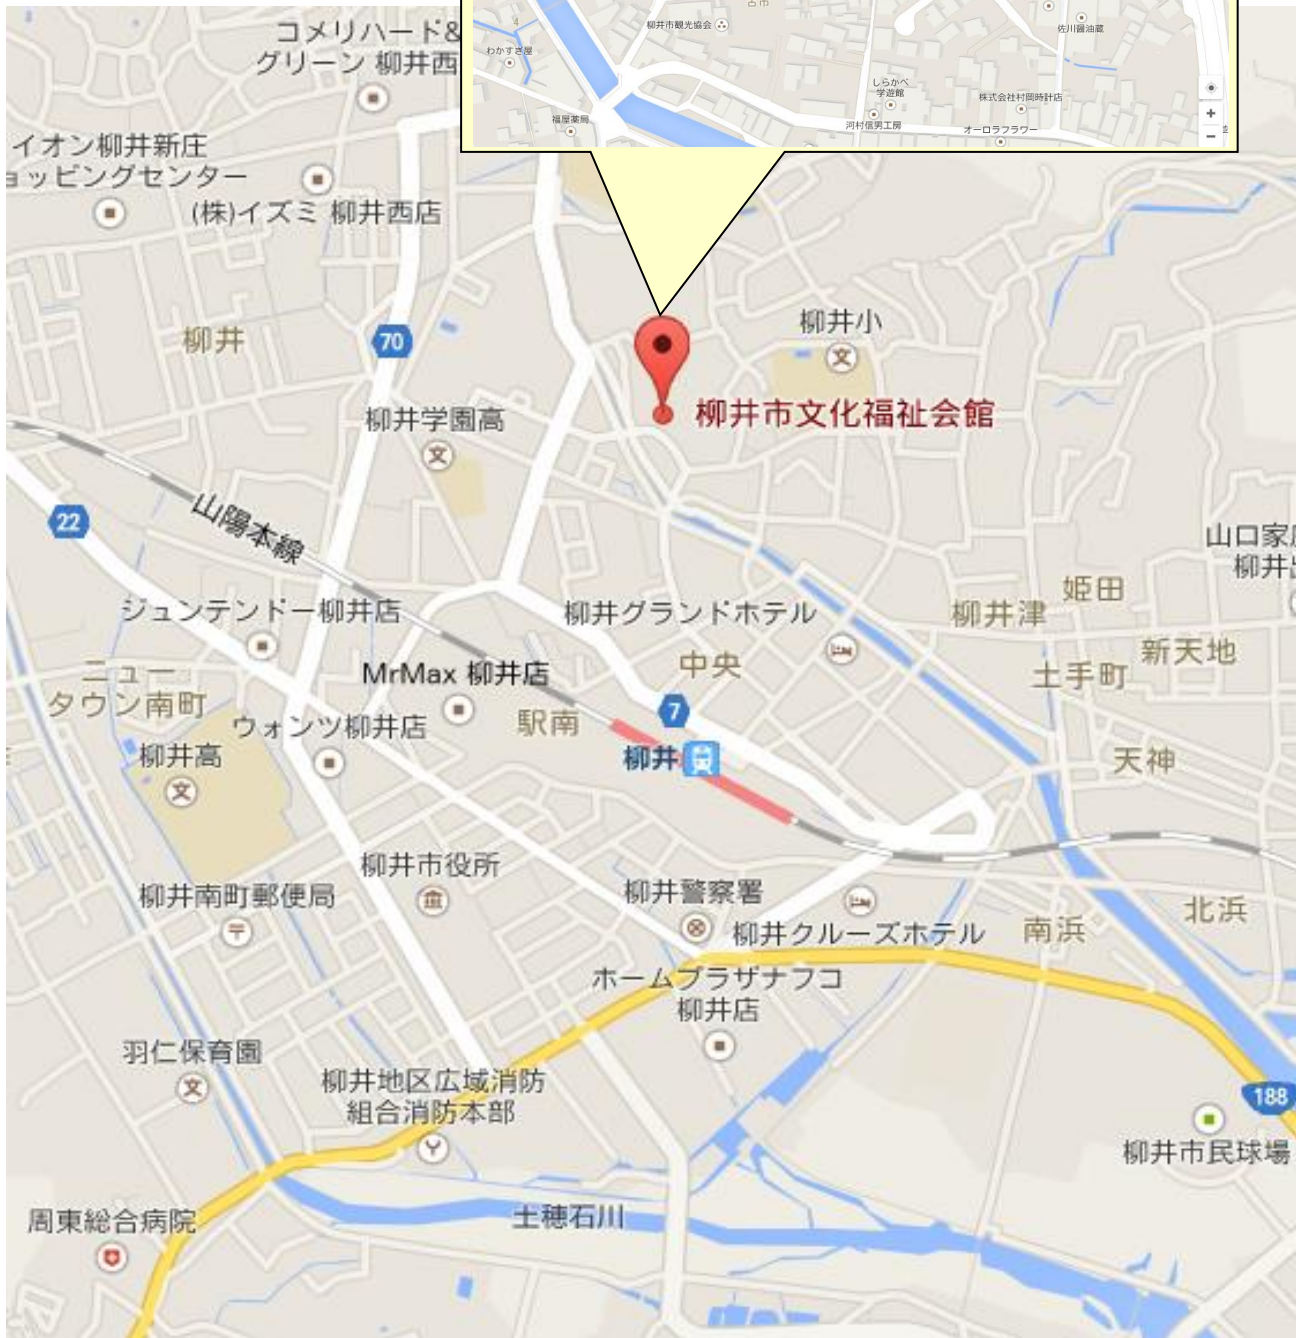 コメリハード&
グリーン 柳井西
4
わかすぎ屋
柳井市観光協会
古市
佐川醤油蔵
しらかべ
学遊館
株式会社村岡時計店
福屋薬局
河村信男工房
オーロラフラワー
+
−
イオン柳井新庄
ョッピングセンター
(株)イズミ 柳井西店
柳井
70
柳井小
文
柳井市文化福祉会館
柳井学園高
文
22
山陽本線
山口家
柳井
姫田
柳井津
新天地
土手町
ジュンテンドー柳井店
柳井グランドホテル
ニュー
タウン南町
MrMax 柳井店
中央
駅南
7
ウォンツ柳井店
柳井
天神
柳井高
文
柳井市役所
柳井南町郵便局
〒
柳井警察署
柳井クルーズホテル
南浜
北浜
ホームプラザナフコ
柳井店
羽仁保育園
文
柳井地区広域消防
組合消防本部
Y
188
柳井市民球場
周東総合病院
土穂石川